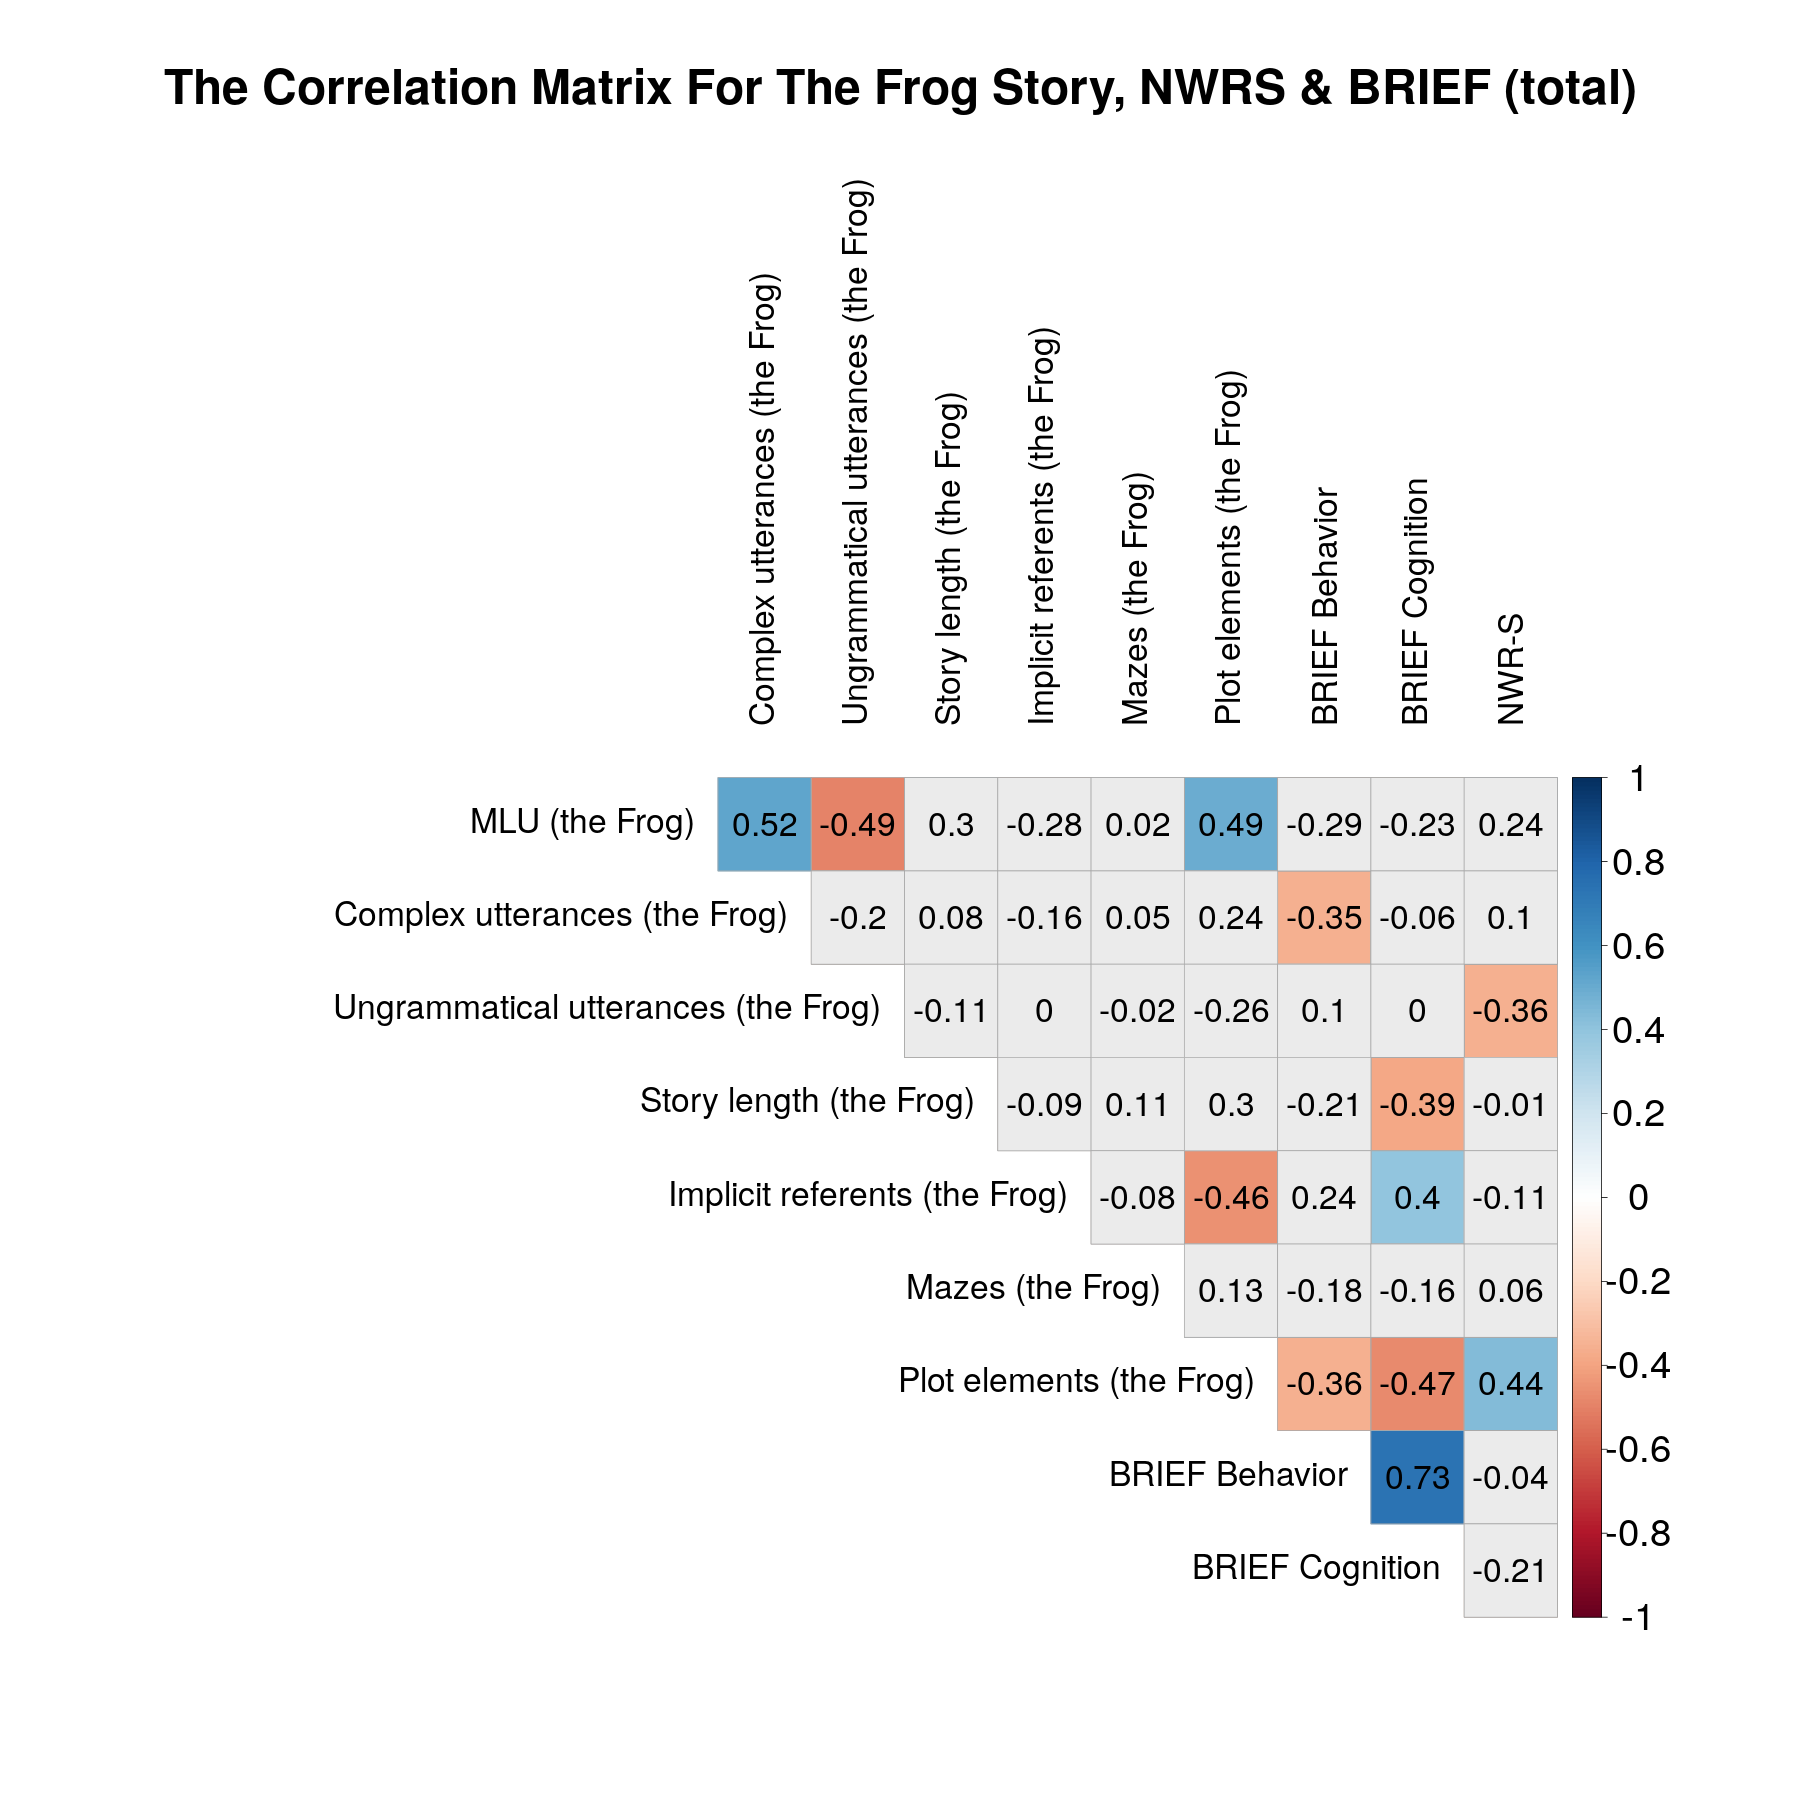 The Correlation Matrix For The Frog Story, NWRS & BRIEF (total)
Complex utterances (the Frog)
Ungrammatical utterances (the Frog)
Story length (the Frog)
Implicit referents (the Frog)
Mazes (the Frog)
Plot elements (the Frog)
BRIEF Behavior
BRIEF Cognition
NWR-S
MLU (the Frog) 0.52 -0.49 0.3 -0.28 0.02 0.49 -0.29 -0.23 0.24
Complex utterances (the Frog) -0.2 0.08 -0.16 0.05 0.24 -0.35 -0.06 0.1
Ungrammatical utterances (the Frog) -0.11 0 -0.02 -0.26 0.1 0 -0.36
Story length (the Frog) -0.09 0.11 0.3 -0.21 -0.39 -0.01
Implicit referents (the Frog) -0.08 -0.46 0.24 0.4 -0.11
Mazes (the Frog) 0.13 -0.18 -0.16 0.06
Plot elements (the Frog) -0.36 -0.47 0.44
BRIEF Behavior 0.73 -0.04
BRIEF Cognition -0.21
1
0.8
0.6
0.4
0.2
0
-0.2
-0.4
-0.6
-0.8
-1